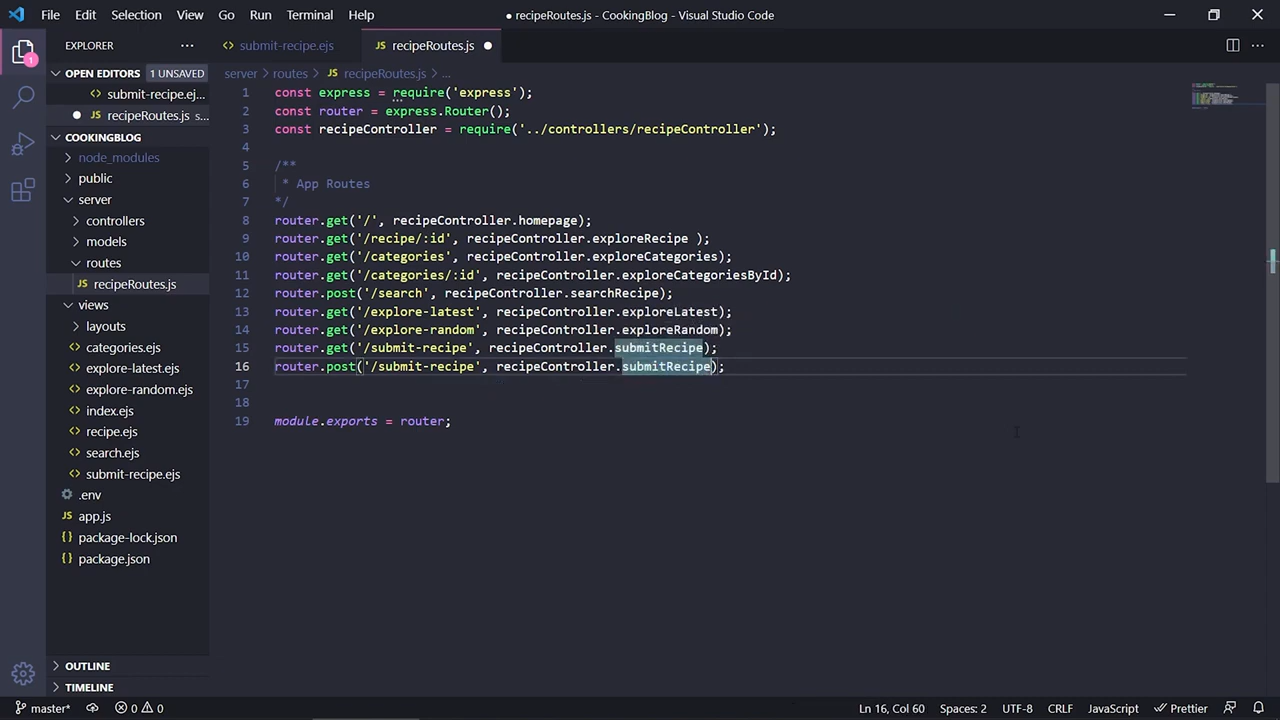 File Edit Selection View Go Run Terminal Help
● recipeRoutes.js - CookingBlog - Visual Studio Code
EXPLORER ...
1
OPEN EDITORS 1 UNSAVED
<> submit-recipe.ej...
● recipeRoutes.js s...
COOKINGBLOG
node_modules
public
server
controllers
models
routes
JS recipeRoutes.js
views
layouts
<> categories.ejs
<> explore-latest.ejs
<> explore-random.ejs
<> index.ejs
<> recipe.ejs
<> search.ejs
<> submit-recipe.ejs
.env
JS app.js
{} package-lock.json
{} package.json
OUTLINE
TIMELINE
<> submit-recipe.ejs
JS recipeRoutes.js ●
server > routes > JS recipeRoutes.js > ...
1 const express = require('express');
2 const router = express.Router();
3 const recipeController = require('../controllers/recipeController');
4
5 /**
6 * App Routes
7 */
8 router.get('/', recipeController.homepage);
9 router.get('/recipe/:id', recipeController.exploreRecipe );
10 router.get('/categories', recipeController.exploreCategories);
11 router.get('/categories/:id', recipeController.exploreCategoriesById);
12 router.post('/search', recipeController.searchRecipe);
13 router.get('/explore-latest', recipeController.exploreLatest);
14 router.get('/explore-random', recipeController.exploreRandom);
15 router.get('/submit-recipe', recipeController.submitRecipe);
16 router.post('/submit-recipe', recipeController.submitRecipe);
17
18
19 module.exports = router;
master* 0 0 Ln 16, Col 60 Spaces: 2 UTF-8 CRLF JavaScript Prettier